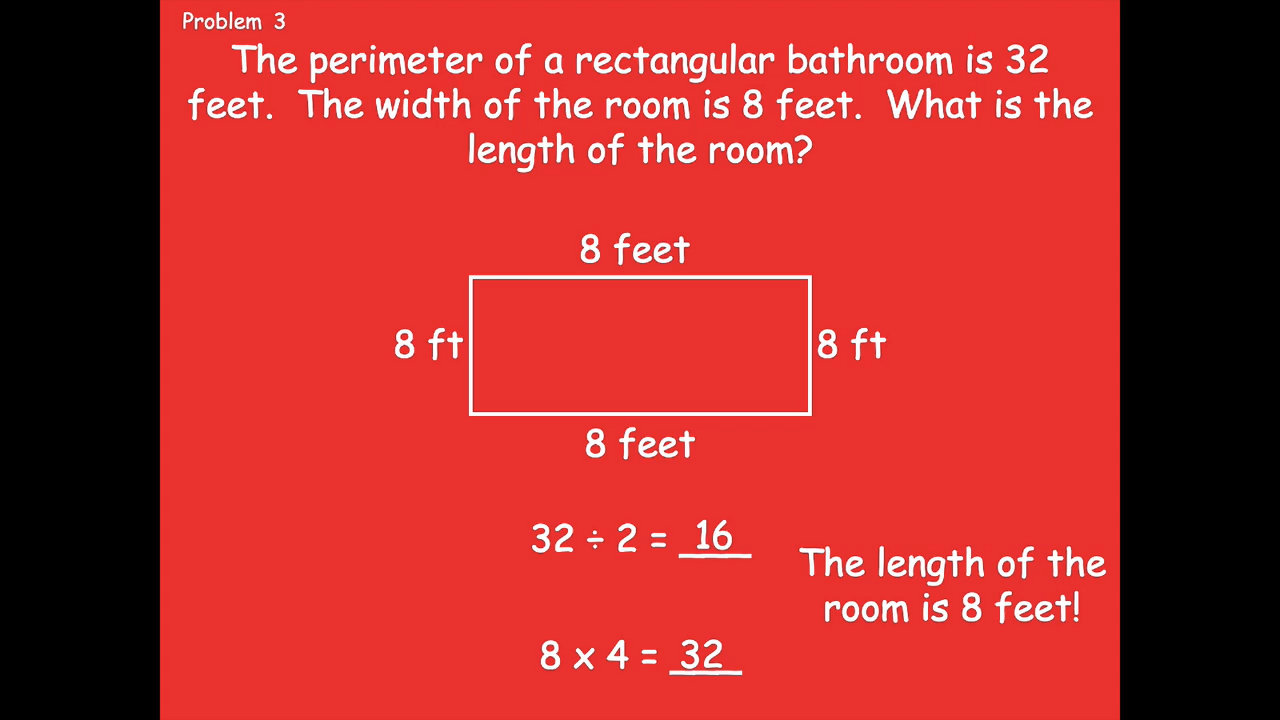 Problem 3
The perimeter of a rectangular bathroom is 32
feet. The width of the room is 8 feet. What is the
length of the room?
8 feet
8 ft
8 ft
8 feet
32 ÷ 2 = 16
The length of the
room is 8 feet!
8 x 4 = 32